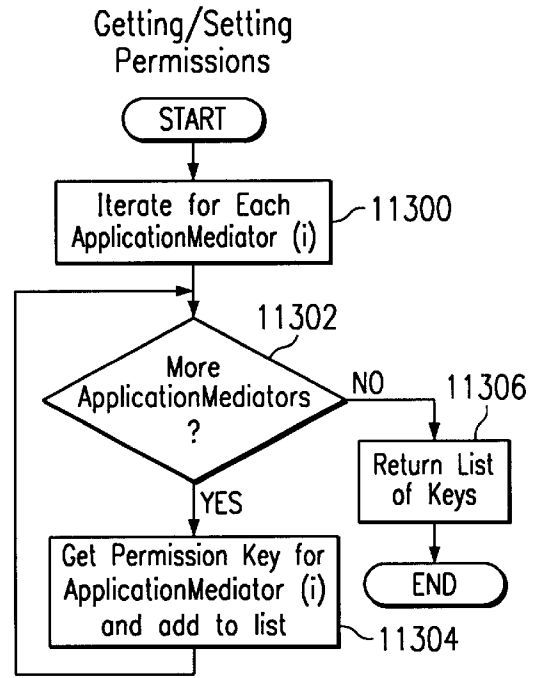 Getting/Setting
Permissions
START
Iterate for Each
ApplicationMediator (i)
11300
11302
More
ApplicationMediators
?
NO
11306
Return List
of Keys
YES
END
Get Permission Key for
ApplicationMediator (i)
and add to list
11304